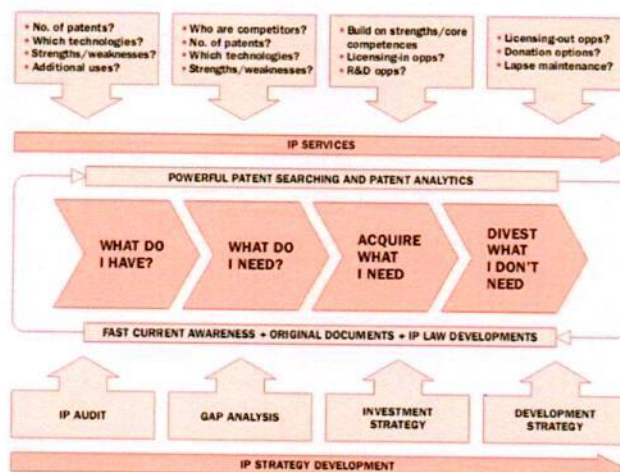 • No. of patents?
• Which technologies?
• Strengths/weaknesses?
• Additional uses?
• Who are competitors?
• No. of patents?
• Which technologies?
• Strengths/weaknesses?
• Build on strengths/core
competences
• Licensing-in opps?
• R&D opps?
• Licensing-out opps?
• Donation options?
• Lapse maintenance?
IP SERVICES
POWERFUL PATENT SEARCHING AND PATENT ANALYTICS
WHAT DO
I HAVE?
WHAT DO
I NEED?
ACQUIRE
WHAT
I NEED
DIVEST
WHAT
I DON'T
NEED
FAST CURRENT AWARENESS + ORIGINAL DOCUMENTS + IP LAW DEVELOPMENTS
IP AUDIT
GAP ANALYSIS
INVESTMENT
STRATEGY
DEVELOPMENT
STRATEGY
IP STRATEGY DEVELOPMENT